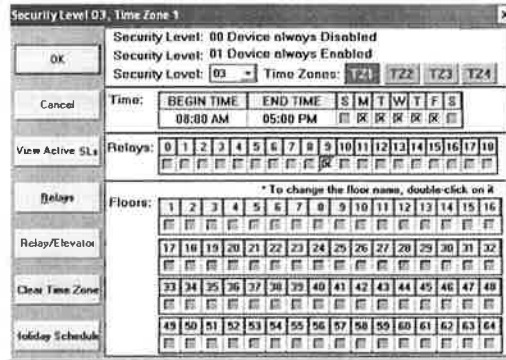 Security Level 03, Time Zone 1
X
OK
Cancel
View Active SLs
Relays
Relay/Elevator
Clear Time Zone
Holiday Schedule
Security Level: 00 Device always Disabled
Security Level: 01 Device always Enabled
Security Level: 03 Time Zones: TZ1 TZ2 TZ3 TZ4
Time: BEGIN TIME END TIME S M T W T F S
08:00 AM 05:00 PM
Relays: 0 1 2 3 4 5 6 7 8 9 10 11 12 13 14 15 16 17 18
* To change the floor name, double-click on it
Floors: 1 2 3 4 5 6 7 8 9 10 11 12 13 14 15 16
17 18 19 20 21 22 23 24 25 26 27 28 29 30 31 32
33 34 35 36 37 38 39 40 41 42 43 44 45 46 47 48
49 50 51 52 53 54 55 56 57 58 59 60 61 62 63 64